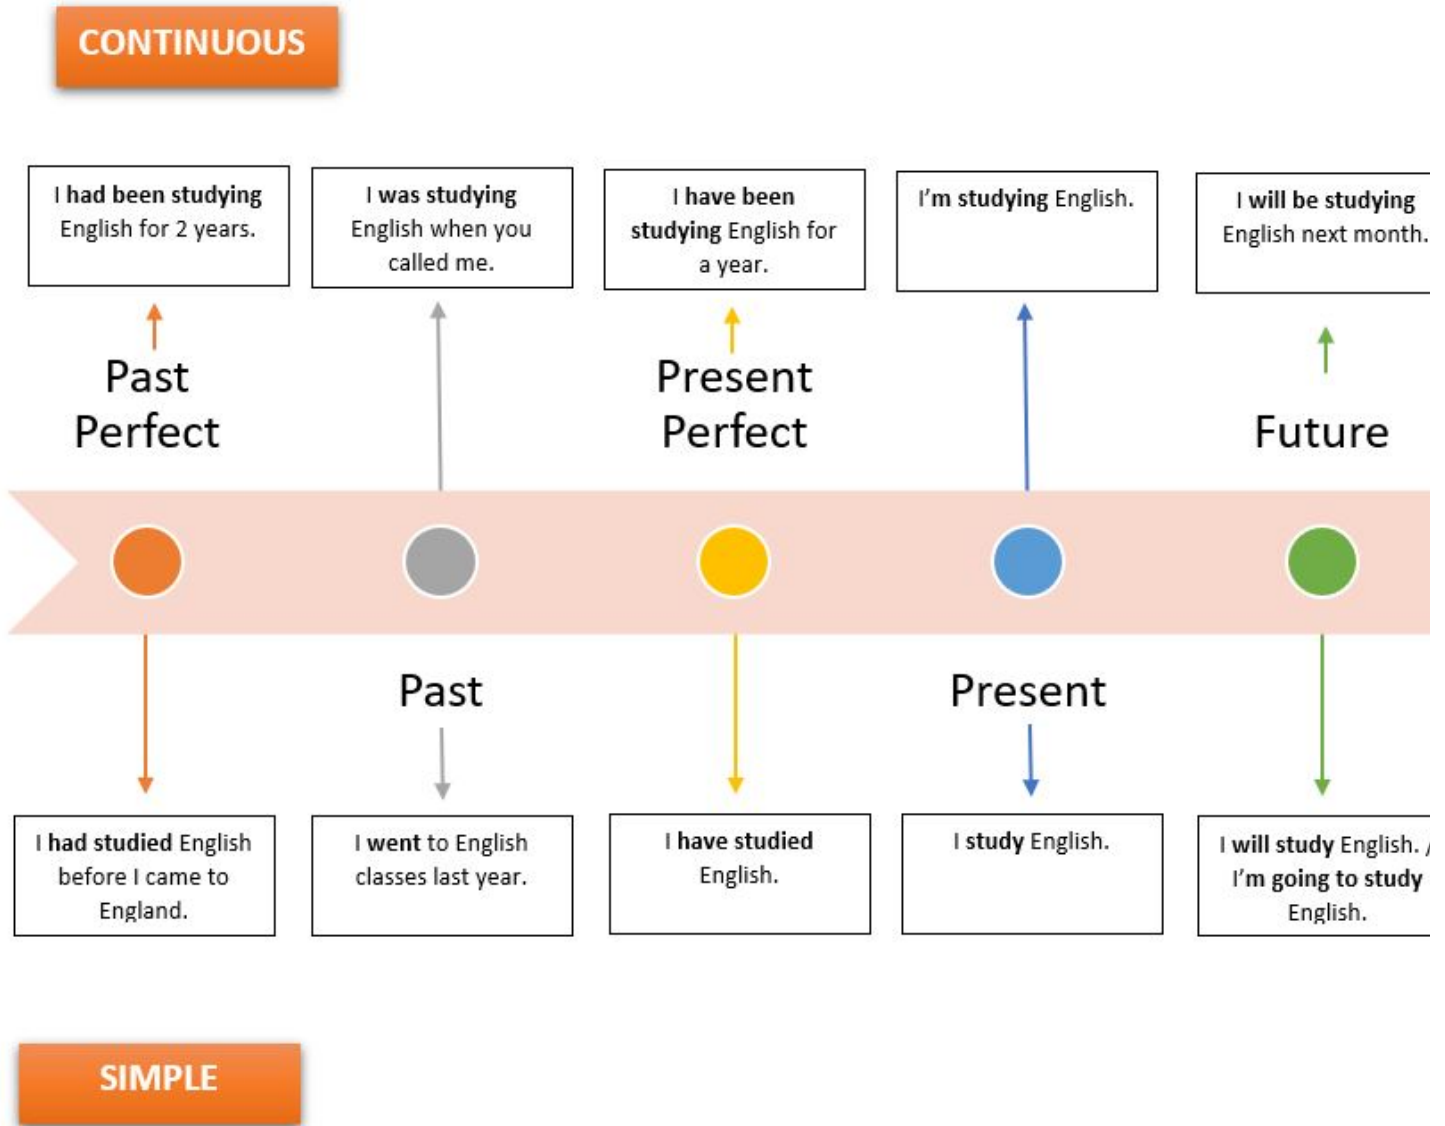 CONTINUOUS
I had been studying
English for 2 years.
I was studying
English when you
called me.
I have been
studying English for
a year.
I'm studying English.
I will be studying
English next month.
Past
Perfect
Present
Perfect
Future
Past
Present
I had studied English
before I came to
England.
I went to English
classes last year.
I have studied
English.
I study English.
I will study English. /
I'm going to study
English.
SIMPLE